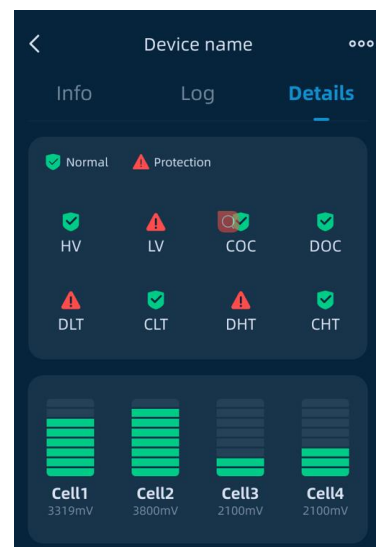 Device name
Info Log Details
Normal Protection
HV LV COC DOC
DLT CLT DHT CHT
Cell1 Cell2 Cell3 Cell4
3319mV 3800mV 2100mV 2100mV